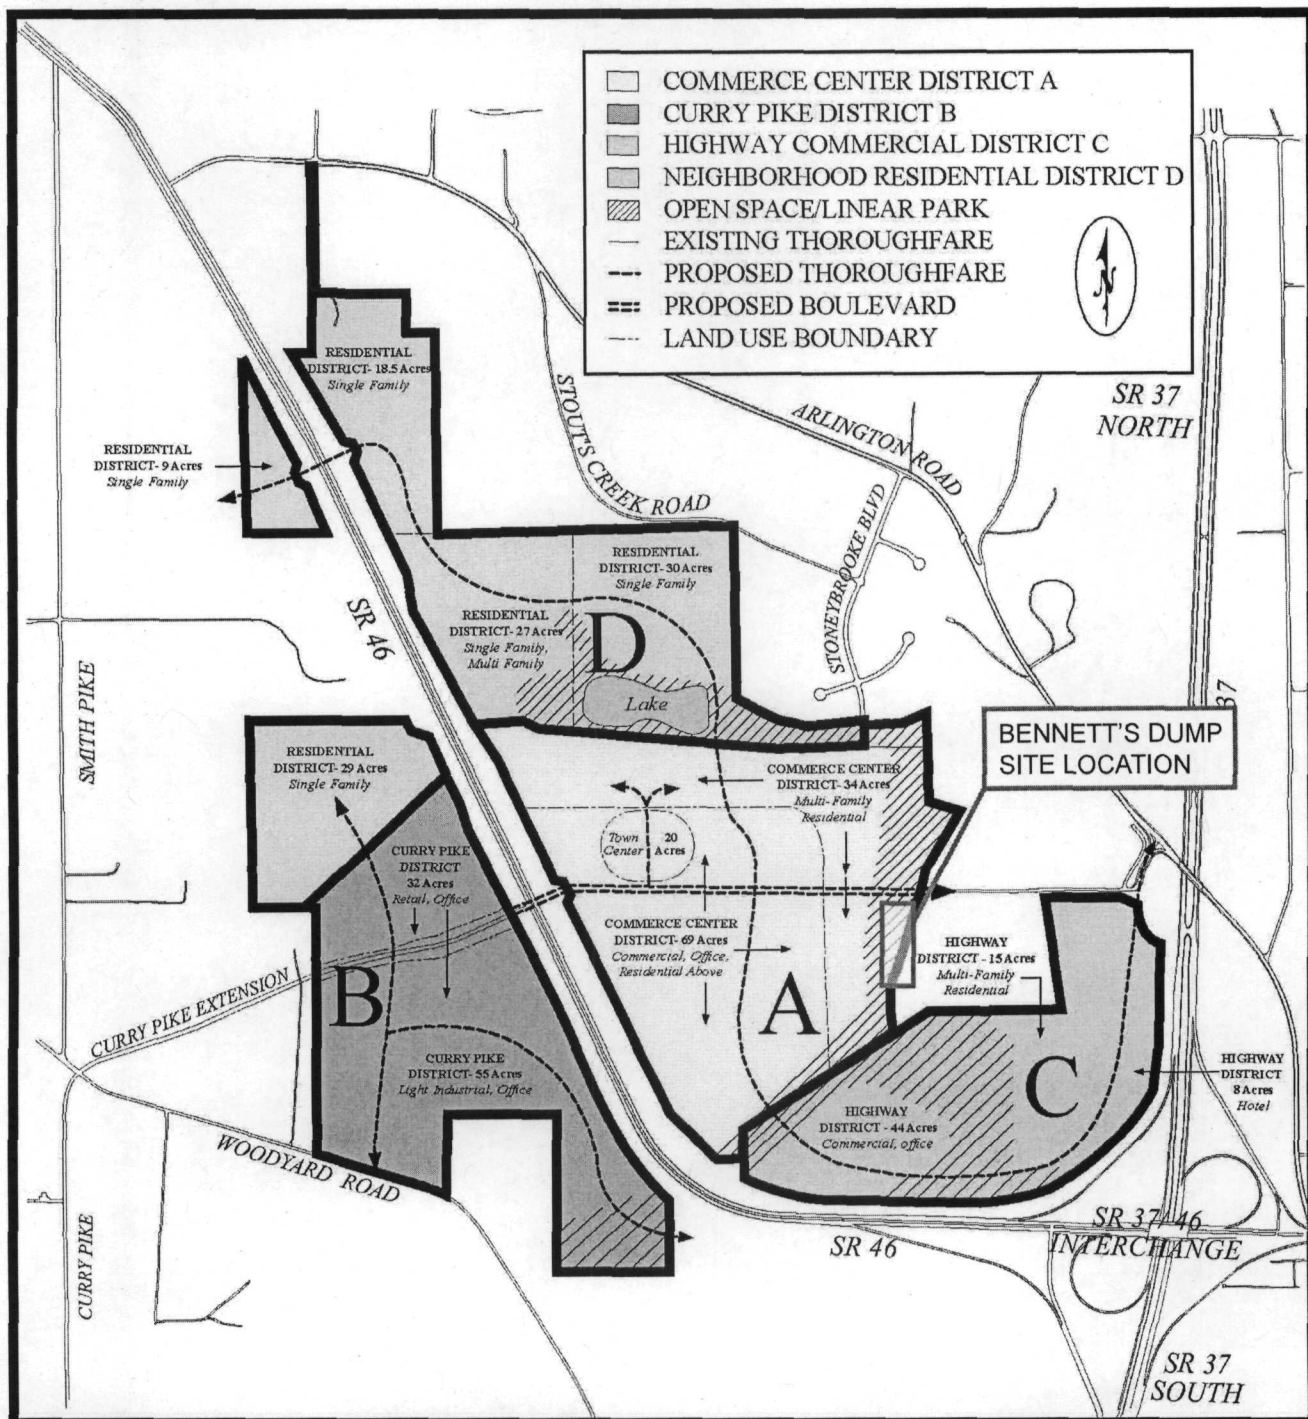 COMMERCE CENTER DISTRICT A
CURRY PIKE DISTRICT B
HIGHWAY COMMERCIAL DISTRICT C
NEIGHBORHOOD RESIDENTIAL DISTRICT D
OPEN SPACE/LINEAR PARK
EXISTING THOROUGHFARE
PROPOSED THOROUGHFARE
PROPOSED BOULEVARD
LAND USE BOUNDARY
N
RESIDENTIAL
DISTRICT- 18.5 Acres
Single Family
SR 37
NORTH
STOUT'S CREEK ROAD
ARLINGTON ROAD
RESIDENTIAL
DISTRICT- 9 Acres
Single Family
STONEYBROOKE BLVD
RESIDENTIAL
DISTRICT- 30 Acres
Single Family
SR 46
RESIDENTIAL
DISTRICT- 27 Acres
Single Family,
Multi Family
D
Lake
SMITH PIKE
37
BENNETT'S DUMP
SITE LOCATION
RESIDENTIAL
DISTRICT- 29 Acres
Single Family
COMMERCE CENTER
DISTRICT- 34 Acres
Multi-Family
Residential
Town
Center
20
Acres
CURRY PIKE
DISTRICT
32 Acres
Retail, Office
COMMERCE CENTER
DISTRICT- 69 Acres
Commercial, Office,
Residential Above
HIGHWAY
DISTRICT - 15 Acres
Multi-Family
Residential
CURRY PIKE EXTENSION
B
A
C
CURRY PIKE
DISTRICT- 55 Acres
Light Industrial, Office
HIGHWAY
DISTRICT
8 Acres
Hotel
HIGHWAY
DISTRICT - 44 Acres
Commercial, office
WOODYARD ROAD
CURRY PIKE
SR 46
SR 37/46
INTERCHANGE
SR 37
SOUTH